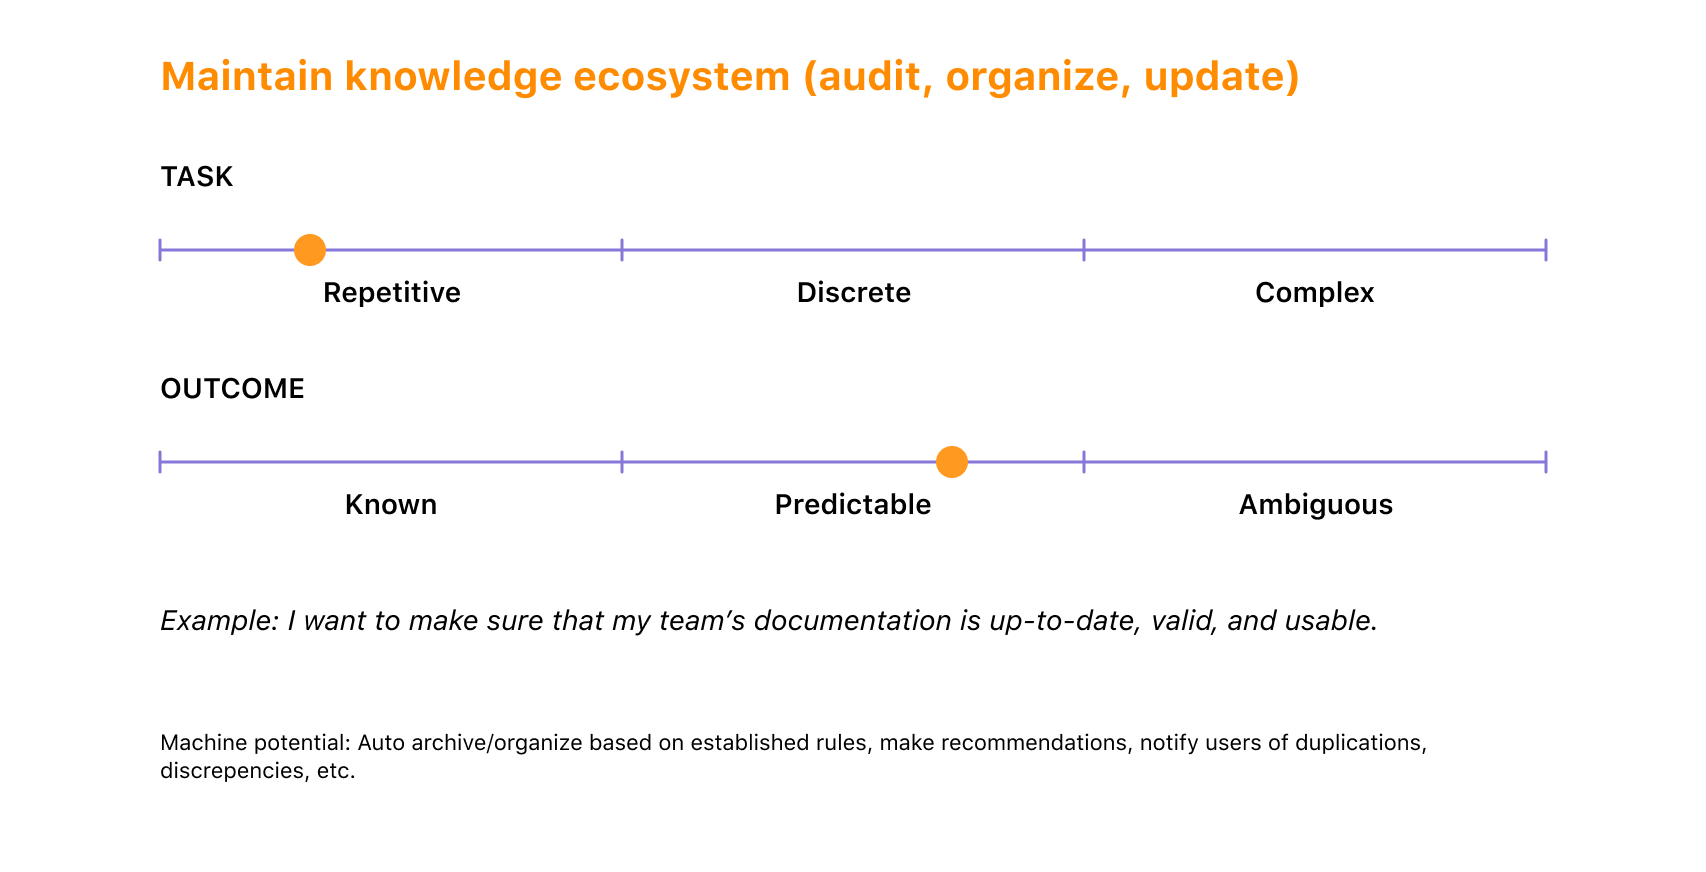 Maintain knowledge ecosystem (audit, organize, update)
TASK
Repetitive
Discrete
Complex
OUTCOME
Known
Predictable
Ambiguous
Example: I want to make sure that my team’s documentation is up-to-date, valid, and usable.
Machine potential: Auto archive/organize based on established rules, make recommendations, notify users of duplications,
discrepencies, etc.